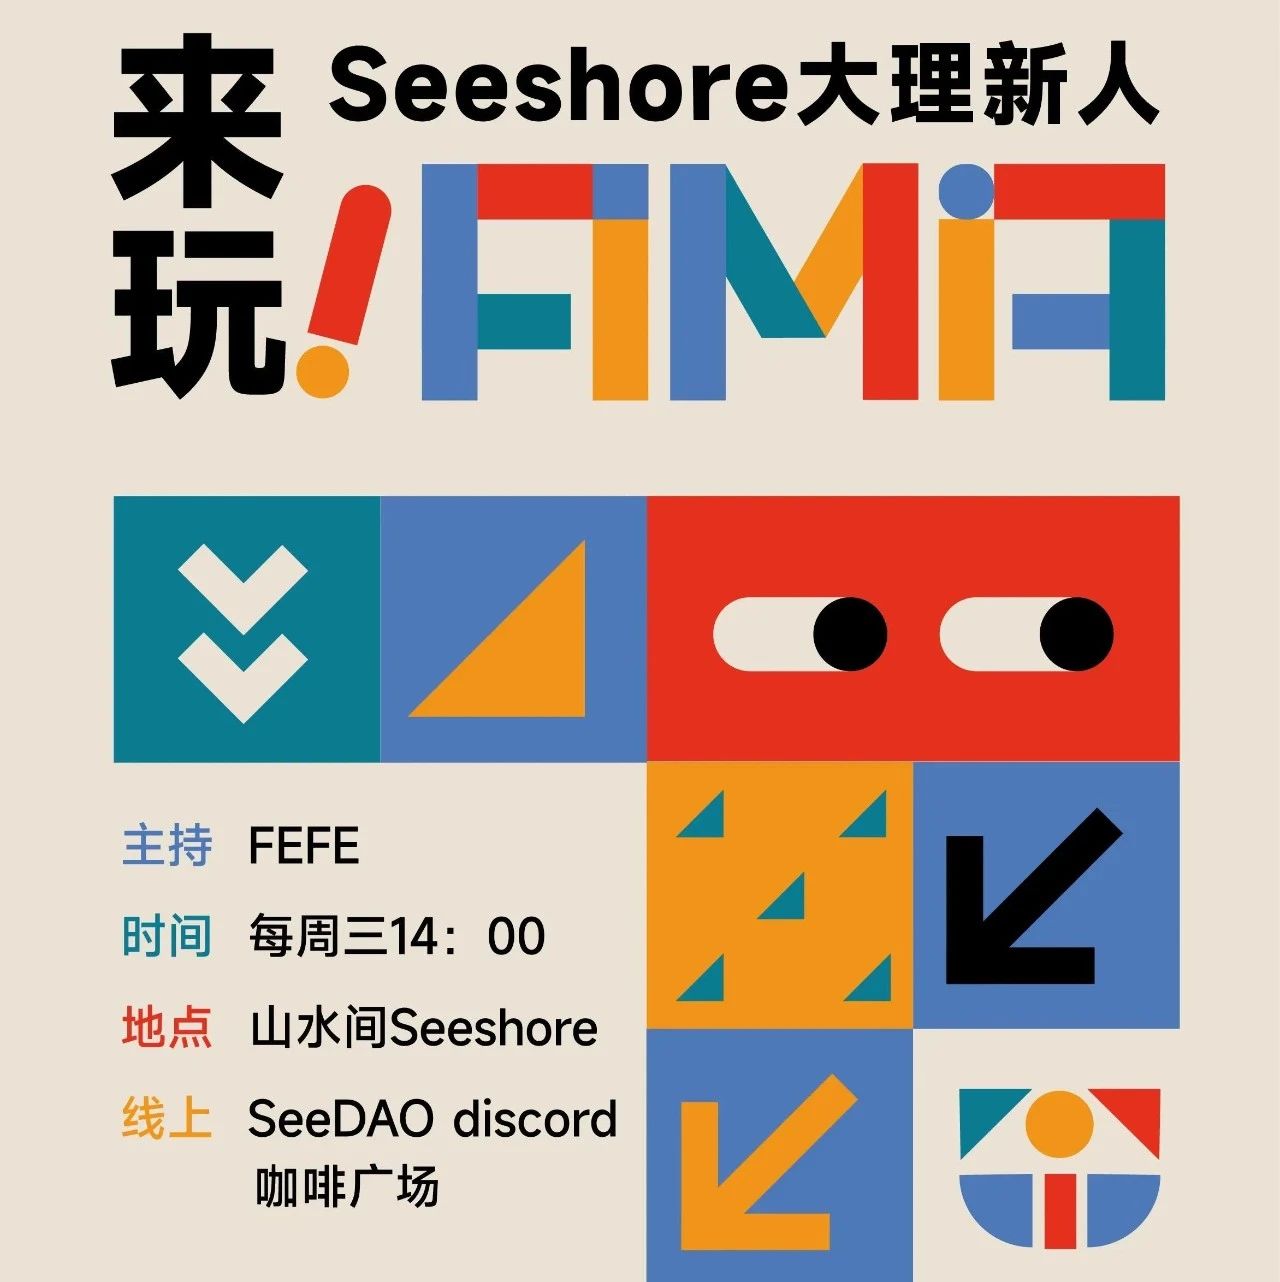 来玩!
Seeshore大理新人
AMA
主持 FEFE
时间 每周三14：00
地点 山水间Seeshore
线上 SeeDAO discord
咖啡广场